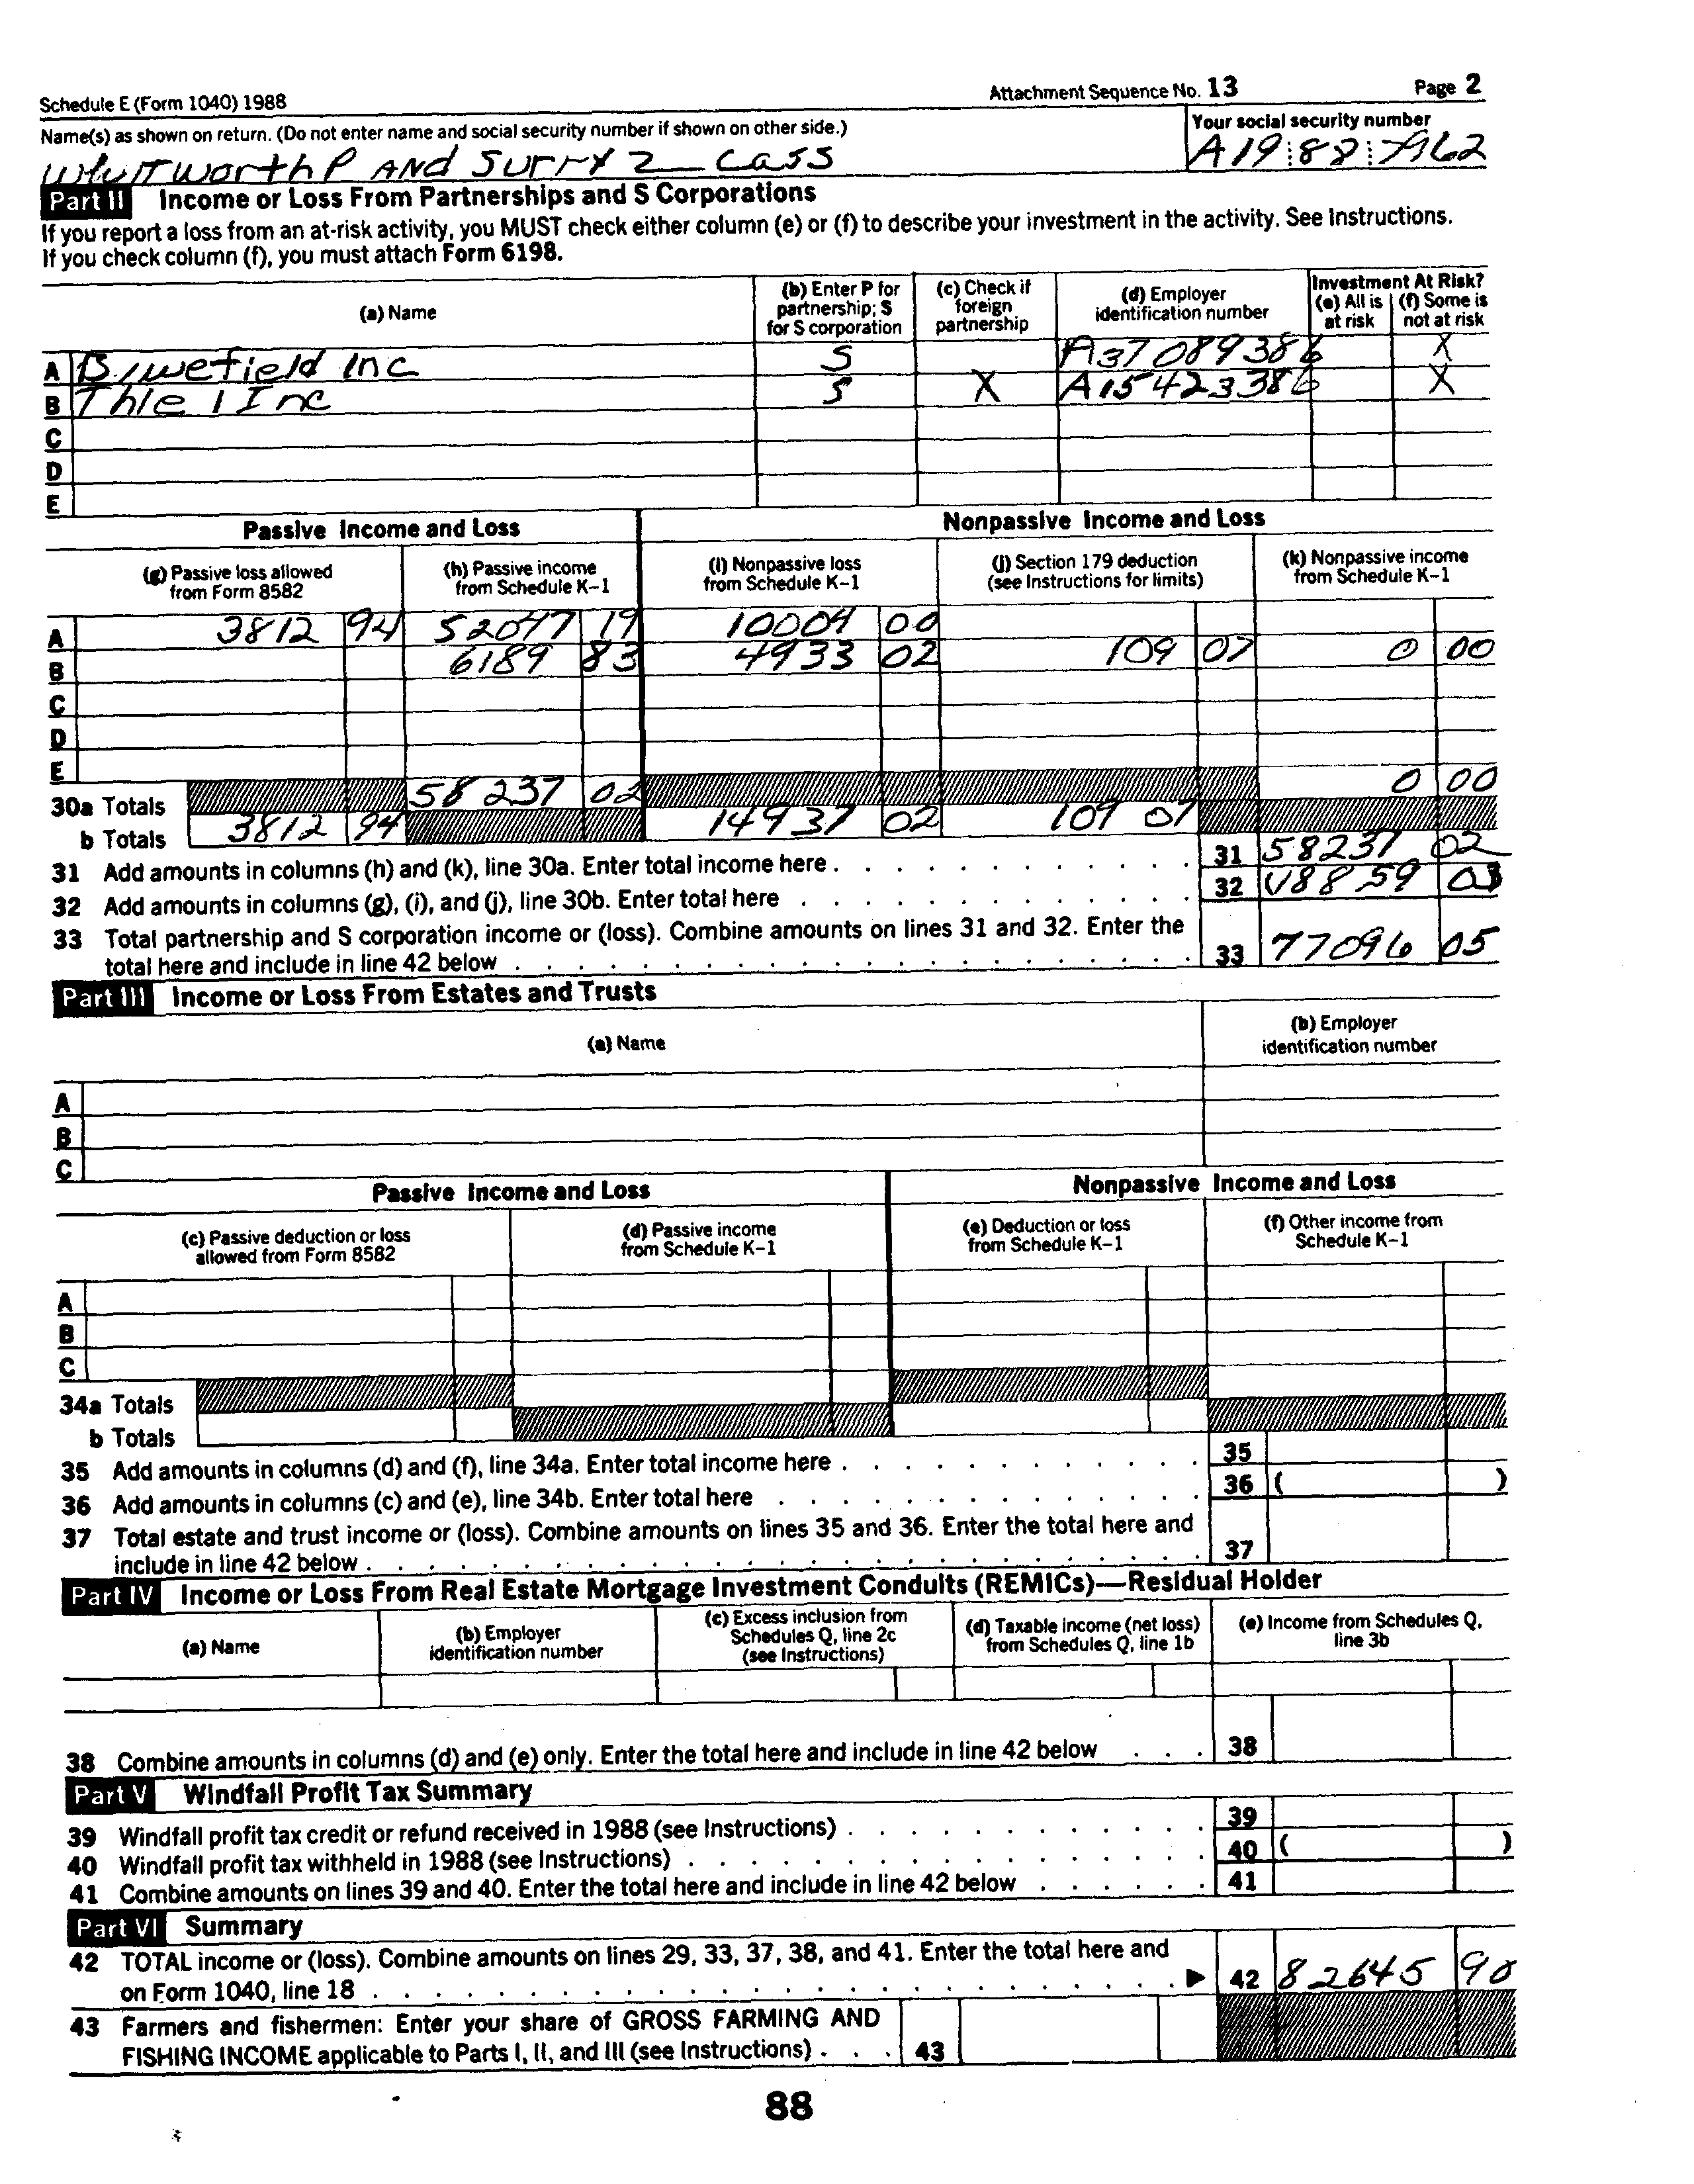 Schedule E (Form 1040) 1988 Attachment Sequence No. 13 Page 2
Name(s) as shown on return. (Do not enter name and social security number if shown on other side.) Your social security number
Whitworth P AND Surry Z Cass A19 88 7962
Part II Income or Loss From Partnerships and S Corporations
If you report a loss from an at-risk activity, you MUST check either column (e) or (f) to describe your investment in the activity. See Instructions.
If you check column (f), you must attach Form 6198.
(a) Name (b) Enter P for partnership; S for S corporation (c) Check if foreign partnership (d) Employer identification number Investment At Risk? (e) All is at risk (f) Some is not at risk
A Inc S A37089386 X
B Thiel Inc S X A15423386 X
C
D
E
Passive Income and Loss Nonpassive Income and Loss
(g) Passive loss allowed from Form 8582 (h) Passive income from Schedule K–1 (i) Nonpassive loss from Schedule K–1 (j) Section 179 deduction (see Instructions for limits) (k) Nonpassive income from Schedule K–1
A 3812 94 52047 19 10004 00
B 6189 83 4933 02 109 07 0 00
C
D
E
30a Totals 58237 02 0 00
b Totals 3812 94 14937 02 109 07
31 Add amounts in columns (h) and (k), line 30a. Enter total income here . . . . . . . . . . . . 31 58237 02
32 Add amounts in columns (g), (i), and (j), line 30b. Enter total here . . . . . . . . . . . . . 32 (18859 03
33 Total partnership and S corporation income or (loss). Combine amounts on lines 31 and 32. Enter the
total here and include in line 42 below . . . . . . . . . . . . . . . . . . . . . . 33 77096 05
Part III Income or Loss From Estates and Trusts
(a) Name (b) Employer identification number
A
B
C
Passive Income and Loss Nonpassive Income and Loss
(c) Passive deduction or loss allowed from Form 8582 (d) Passive income from Schedule K–1 (e) Deduction or loss from Schedule K–1 (f) Other income from Schedule K–1
A
B
C
34a Totals
b Totals
35 Add amounts in columns (d) and (f), line 34a. Enter total income here . . . . . . . . . . . . 35
36 Add amounts in columns (c) and (e), line 34b. Enter total here . . . . . . . . . . . . . . 36 ( )
37 Total estate and trust income or (loss). Combine amounts on lines 35 and 36. Enter the total here and
include in line 42 below . . . . . . . . . . . . . . . . . . . . . . . . . . . 37
Part IV Income or Loss From Real Estate Mortgage Investment Conduits (REMICs)—Residual Holder
(a) Name (b) Employer identification number (c) Excess inclusion from Schedules Q, line 2c (see Instructions) (d) Taxable income (net loss) from Schedules Q, line 1b (e) Income from Schedules Q, line 3b
38 Combine amounts in columns (d) and (e) only. Enter the total here and include in line 42 below . . . 38
Part V Windfall Profit Tax Summary
39 Windfall profit tax credit or refund received in 1988 (see Instructions) . . . . . . . . . . . . 39
40 Windfall profit tax withheld in 1988 (see Instructions) . . . . . . . . . . . . . . . . . 40 ( )
41 Combine amounts on lines 39 and 40. Enter the total here and include in line 42 below . . . . . . 41
Part VI Summary
42 TOTAL income or (loss). Combine amounts on lines 29, 33, 37, 38, and 41. Enter the total here and
on Form 1040, line 18 . . . . . . . . . . . . . . . . . . . . . . . . . ▶ 42 82645 90
43 Farmers and fishermen: Enter your share of GROSS FARMING AND
FISHING INCOME applicable to Parts I, II, and III (see Instructions) . . . 43
88